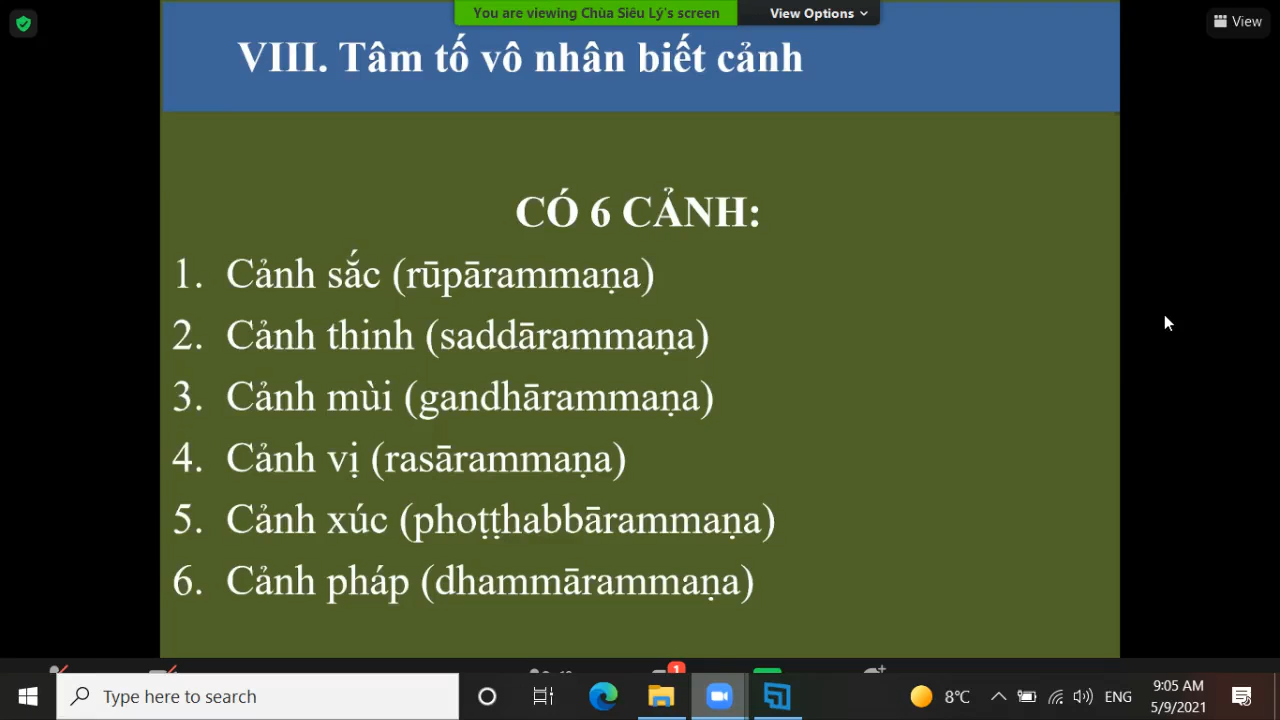 You are viewing Chùa Siêu Lý's screen
View Options
View
VIII. Tâm tố vô nhân biết cảnh
CÓ 6 CẢNH:
1. Cảnh sắc (rūpārammaṇa)
2. Cảnh thinh (saddārammaṇa)
3. Cảnh mùi (gandhārammaṇa)
4. Cảnh vị (rasārammaṇa)
5. Cảnh xúc (phoṭṭhabbārammaṇa)
6. Cảnh pháp (dhammārammaṇa)
1
Type here to search
8°C
ENG
9:05 AM
5/9/2021